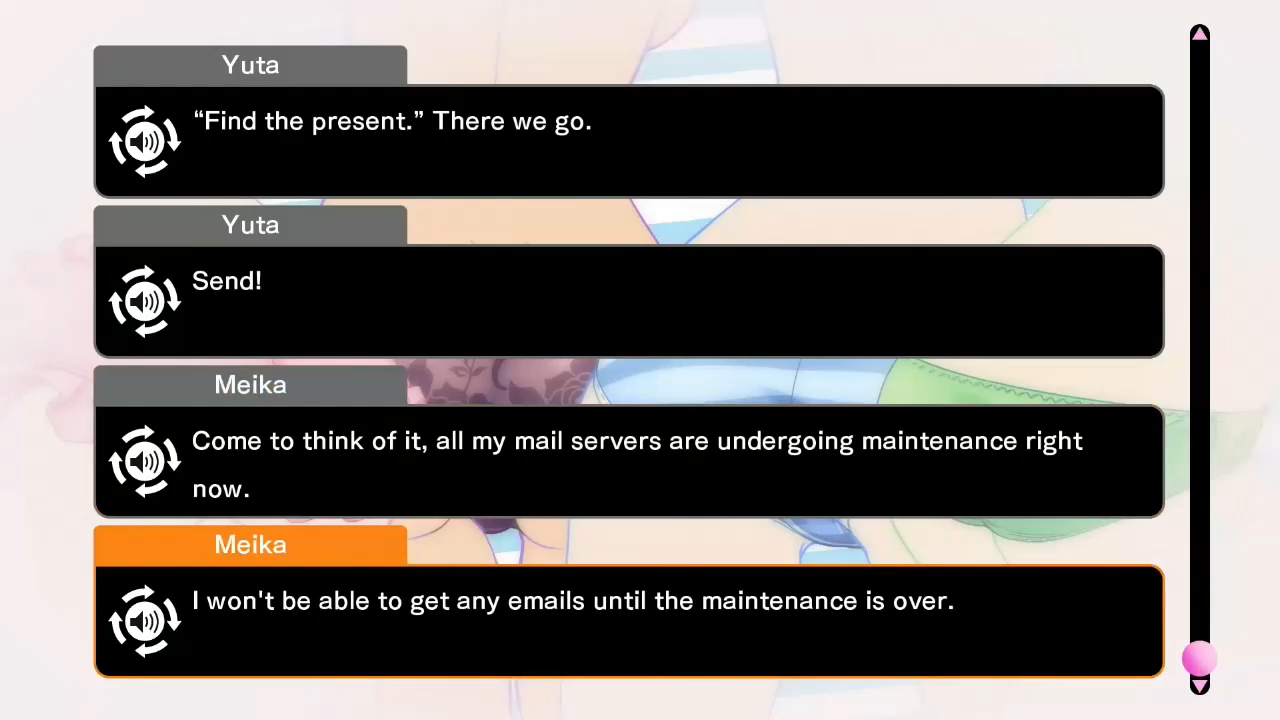 Yuta
“Find the present.” There we go.
Yuta
Send!
Meika
Come to think of it, all my mail servers are undergoing maintenance right
now.
Meika
I won't be able to get any emails until the maintenance is over.